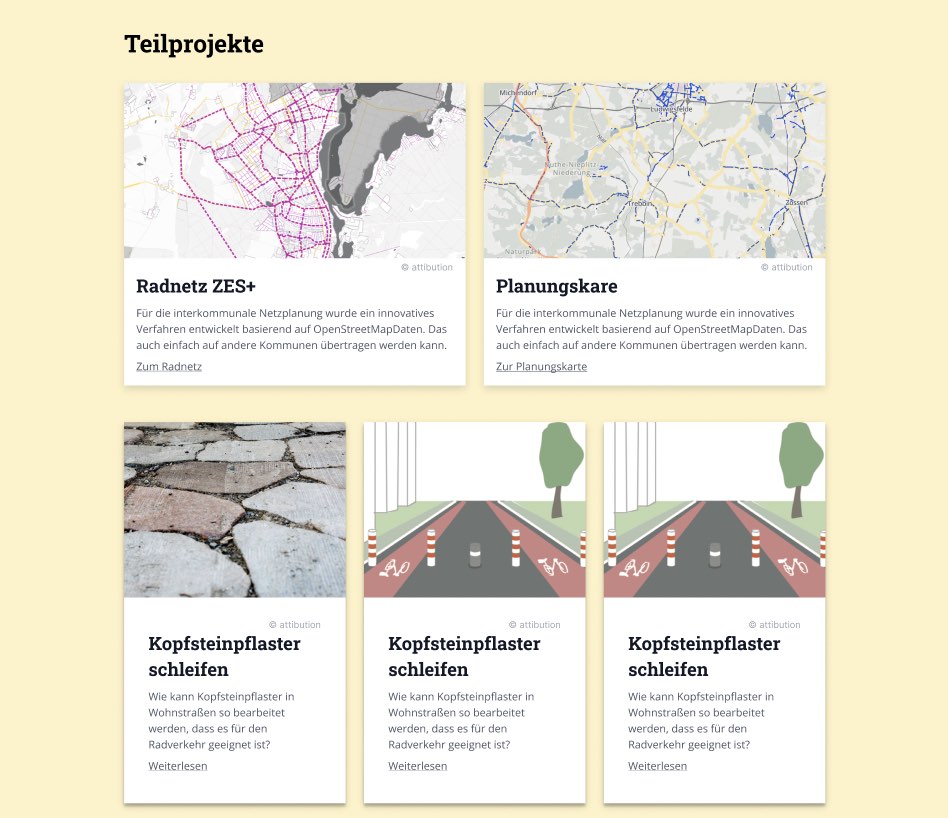 Teilprojekte
Michendorf
Ludwigsfelde
Nuthe-Nieplitz-
Niederung
Trebbin
Zossen
Naturpark
© attibution
© attibution
Radnetz ZES+
Für die interkommunale Netzplanung wurde ein innovatives
Verfahren entwickelt basierend auf OpenStreetMapDaten. Das
auch einfach auf andere Kommunen übertragen werden kann.
Zum Radnetz
Planungskare
Für die interkommunale Netzplanung wurde ein innovatives
Verfahren entwickelt basierend auf OpenStreetMapDaten. Das
auch einfach auf andere Kommunen übertragen werden kann.
Zur Planungskarte
© attibution
Kopfsteinpflaster
schleifen
Wie kann Kopfsteinpflaster in
Wohnstraßen so bearbeitet
werden, dass es für den
Radverkehr geeignet ist?
Weiterlesen
© attibution
Kopfsteinpflaster
schleifen
Wie kann Kopfsteinpflaster in
Wohnstraßen so bearbeitet
werden, dass es für den
Radverkehr geeignet ist?
Weiterlesen
© attibution
Kopfsteinpflaster
schleifen
Wie kann Kopfsteinpflaster in
Wohnstraßen so bearbeitet
werden, dass es für den
Radverkehr geeignet ist?
Weiterlesen